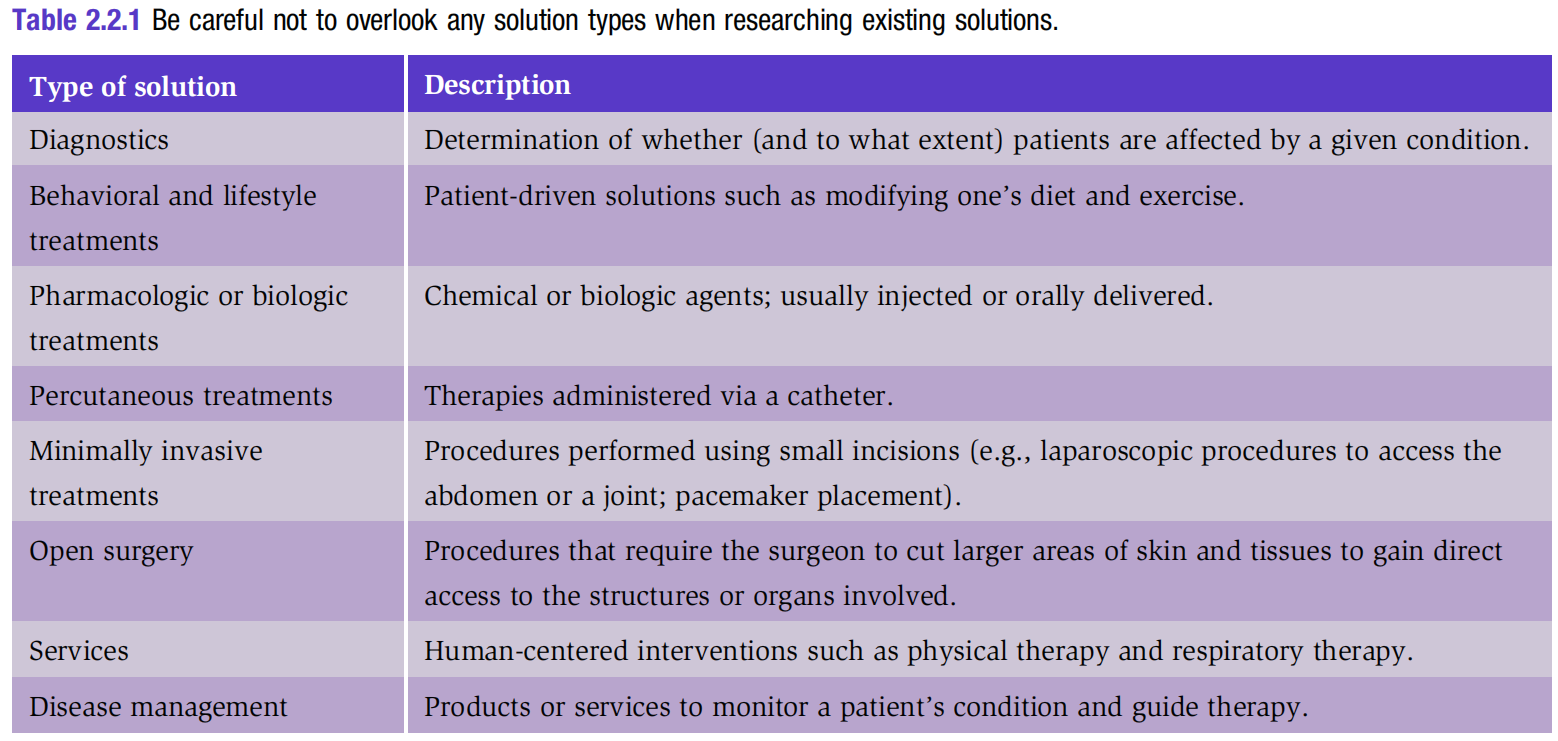 Table 2.2.1 Be careful not to overlook any solution types when researching existing solutions.
Type of solution
Description
Diagnostics
Determination of whether (and to what extent) patients are affected by a given condition.
Behavioral and lifestyle
treatments
Patient-driven solutions such as modifying one’s diet and exercise.
Pharmacologic or biologic
treatments
Chemical or biologic agents; usually injected or orally delivered.
Percutaneous treatments
Therapies administered via a catheter.
Minimally invasive
treatments
Procedures performed using small incisions (e.g., laparoscopic procedures to access the
abdomen or a joint; pacemaker placement).
Open surgery
Procedures that require the surgeon to cut larger areas of skin and tissues to gain direct
access to the structures or organs involved.
Services
Human-centered interventions such as physical therapy and respiratory therapy.
Disease management
Products or services to monitor a patient’s condition and guide therapy.